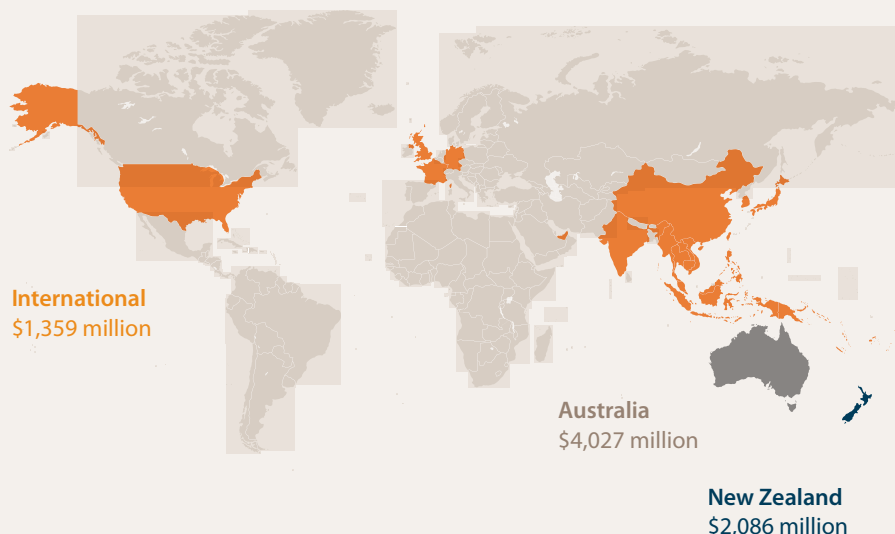 International
$1,359 million
Australia
$4,027 million
New Zealand
$2,086 million